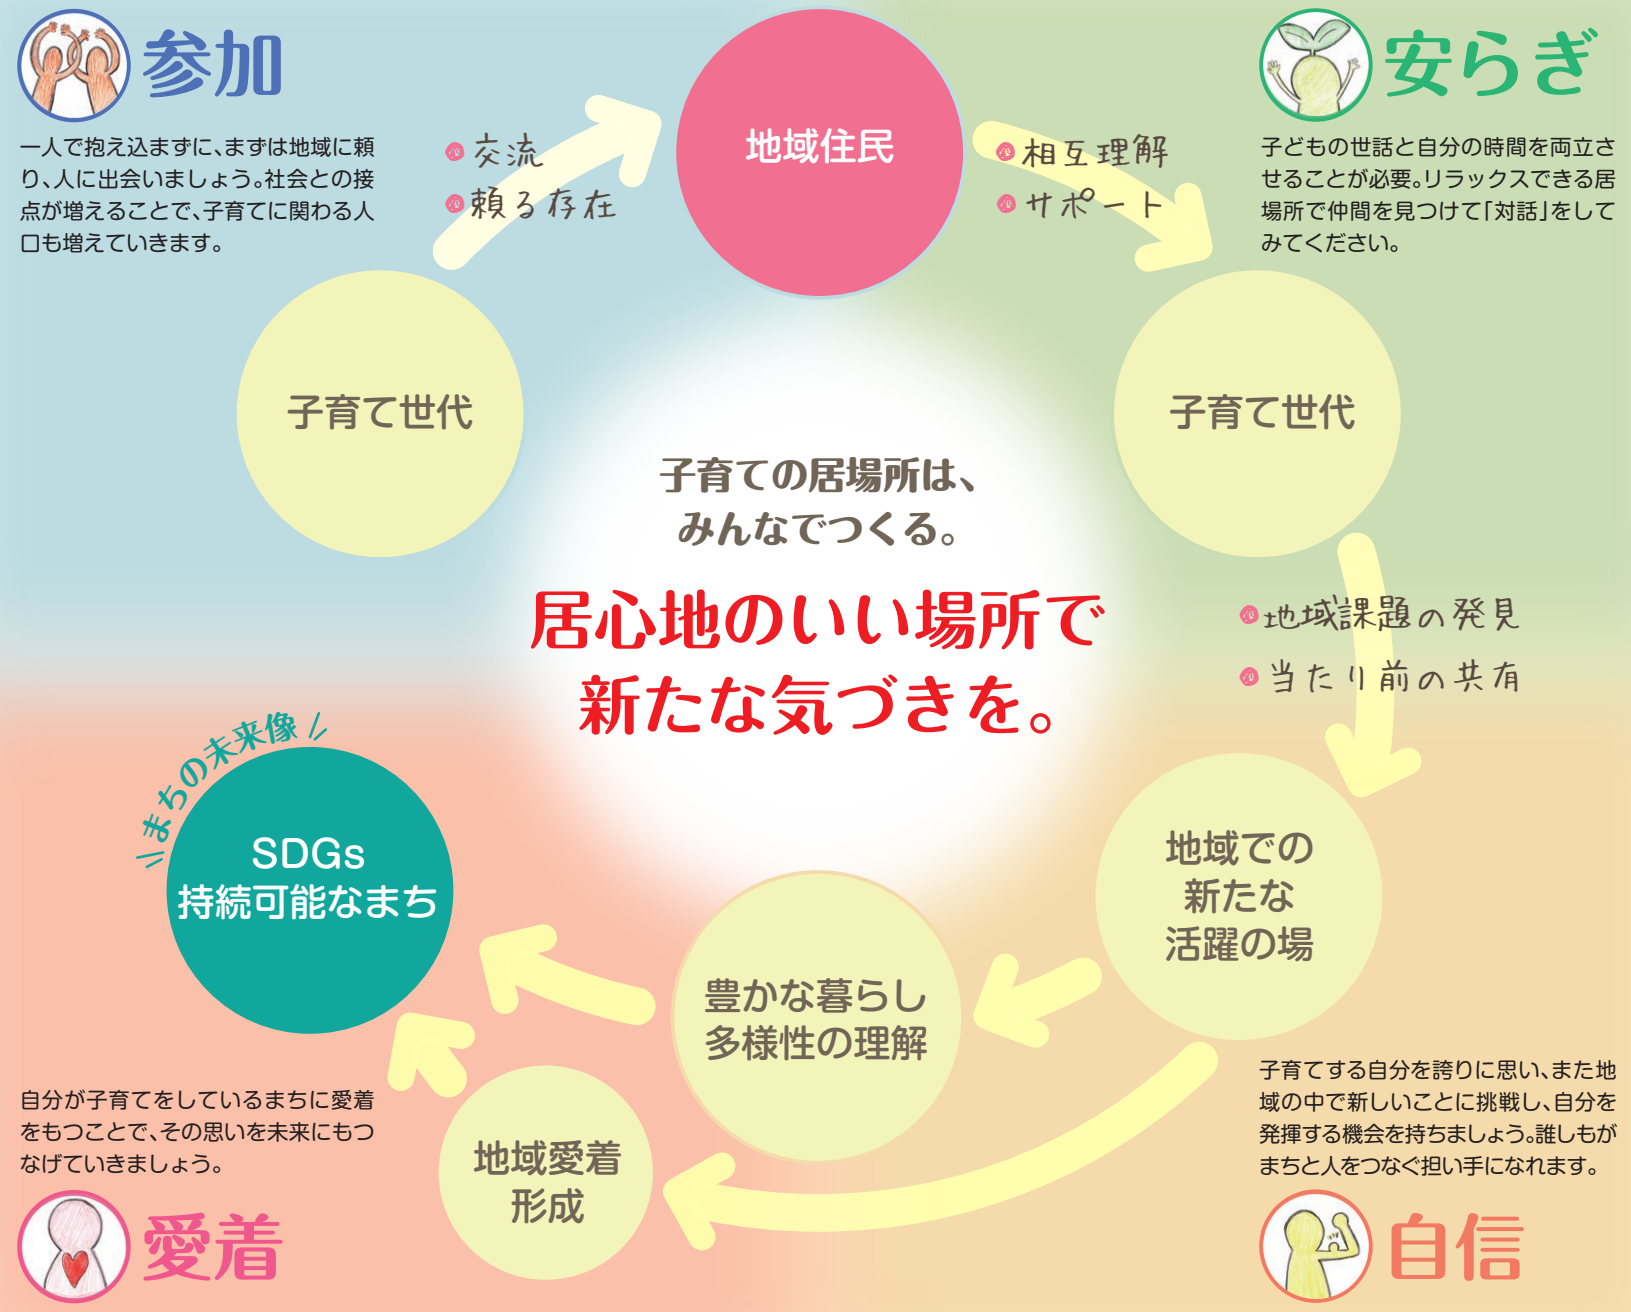 参加
一人で抱え込まずに、まずは地域に頼
り、人に出会いましょう。社会との接
点が増えることで、子育てに関わる人
口も増えていきます。
交流
頼る存在
地域住民
相互理解
サポート
安らぎ
子どもの世話と自分の時間を両立さ
せることが必要。リラックスできる居
場所で仲間を見つけて「対話」をして
みてください。
子育て世代
子育て世代
子育ての居場所は、
みんなでつくる。
居心地のいい場所で
新たな気づきを。
地域課題の発見
当たり前の共有
まちの未来像
SDGs
持続可能なまち
地域での
新たな
活躍の場
豊かな暮らし
多様性の理解
地域愛着
形成
自分が子育てをしているまちに愛着
をもつことで、その思いを未来にもつ
なげていきましょう。
愛着
子育てする自分を誇りに思い、また地
域の中で新しいことに挑戦し、自分を
発揮する機会を持ちましょう。誰しもが
まちと人をつなぐ担い手になれます。
自信